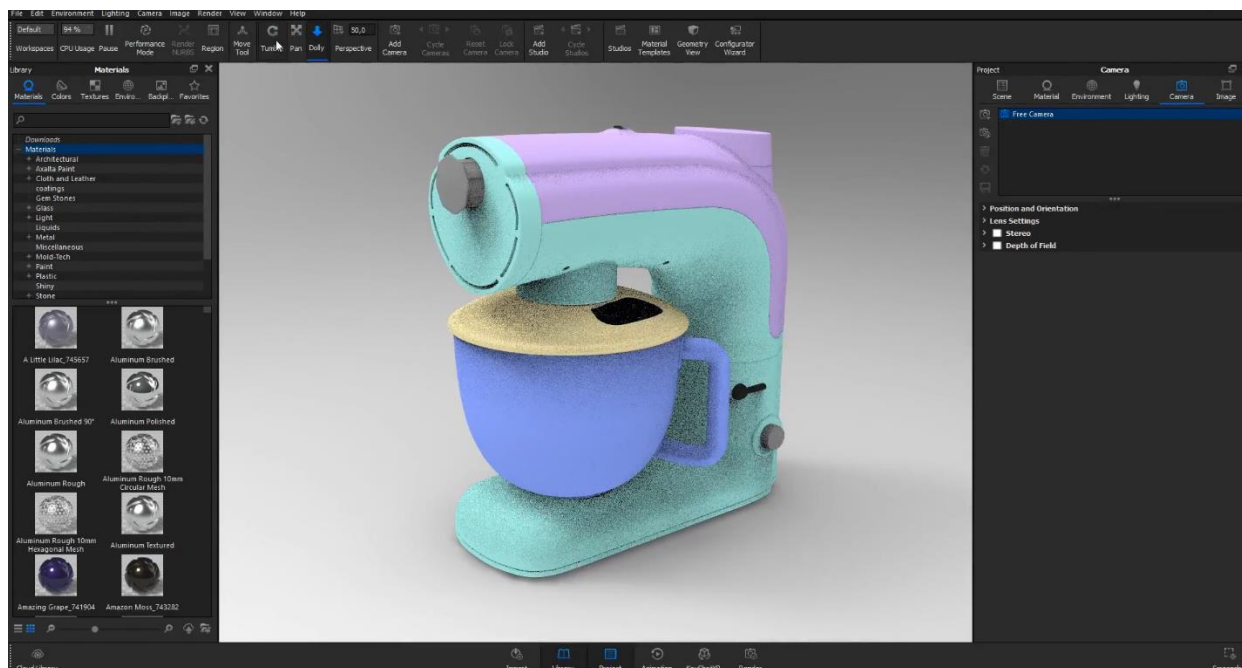 File Edit Environment Lighting Camera Image Render View Window Help
Default 94 % 50,0
Workspaces CPU Usage Pause Performance Mode Render NURBS Region Move Tool Pan Dolly Perspective Add Camera Cycle Cameras Reset Camera Lock Camera Add Studio Cycle Studios Studios Material Templates Geometry View Configurator Wizard
Library Materials
Materials Colors Textures Enviro... Backpl... Favorites
Downloads
Materials
Architectural
Axalta Paint
Cloth and Leather
coatings
Gem Stones
Glass
Light
Liquids
Metal
Miscellaneous
Mold-Tech
Paint
Plastic
Shiny
Stone
A Little Lilac_745657 Aluminum Brushed
Aluminum Brushed 90° Aluminum Polished
Aluminum Rough Aluminum Rough 10mm
Circular Mesh
Aluminum Rough 10mm
Hexagonal Mesh Aluminum Textured
Amazing Grape_741904 Amazon Moss_743282
Project Camera
Scene Material Environment Lighting Camera Image
Free Camera
Position and Orientation
Lens Settings
Stereo
Depth of Field